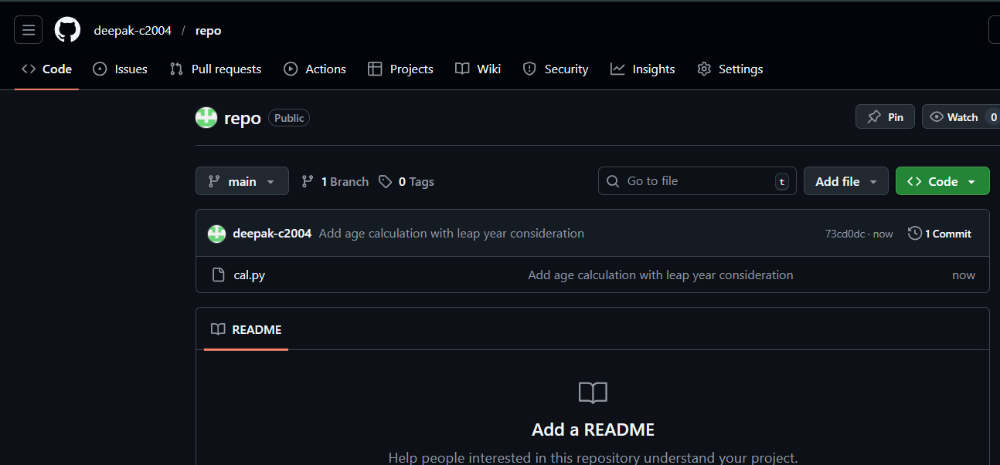 deepak-c2004 / repo
Code Issues Pull requests Actions Projects Wiki Security Insights Settings
repo Public Pin Watch 0
main 1 Branch 0 Tags Go to file t Add file Code
deepak-c2004 Add age calculation with leap year consideration 73cd0dc · now 1 Commit
cal.py Add age calculation with leap year consideration now
README
Add a README
Help people interested in this repository understand your project.